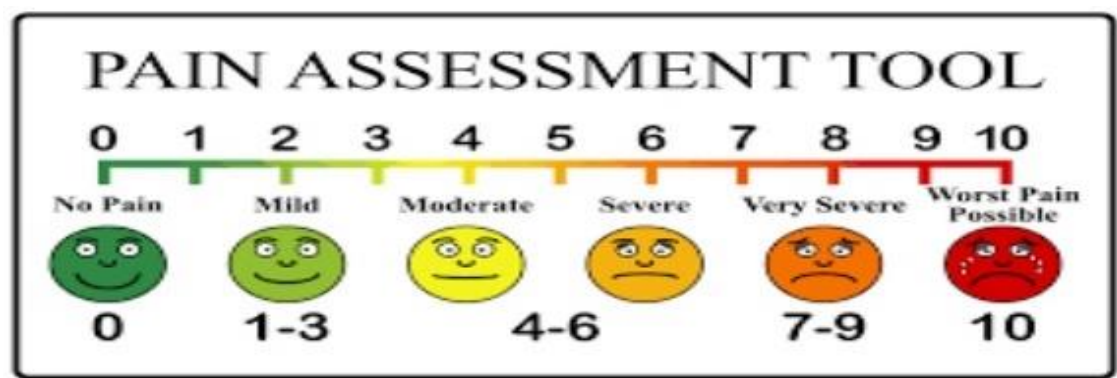 PAIN ASSESSMENT TOOL
0 1 2 3 4 5 6 7 8 9 10
No Pain Mild Moderate Severe Very Severe Worst Pain
Possible
0 1-3 4-6 7-9 10